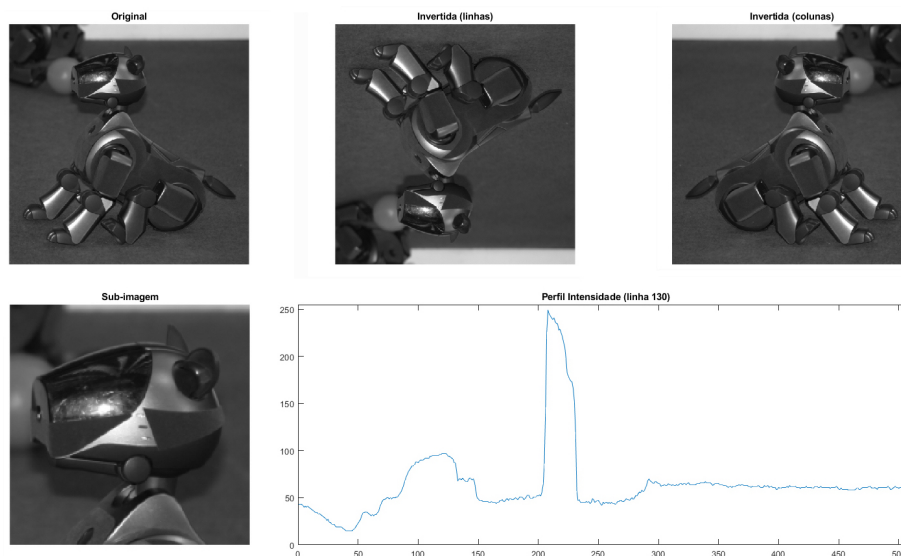 Original
Invertida (linhas)
Invertida (colunas)
Sub-imagem
Perfil Intensidade (linha 130)
250
200
150
100
50
0
0 50 100 150 200 250 300 350 400 450